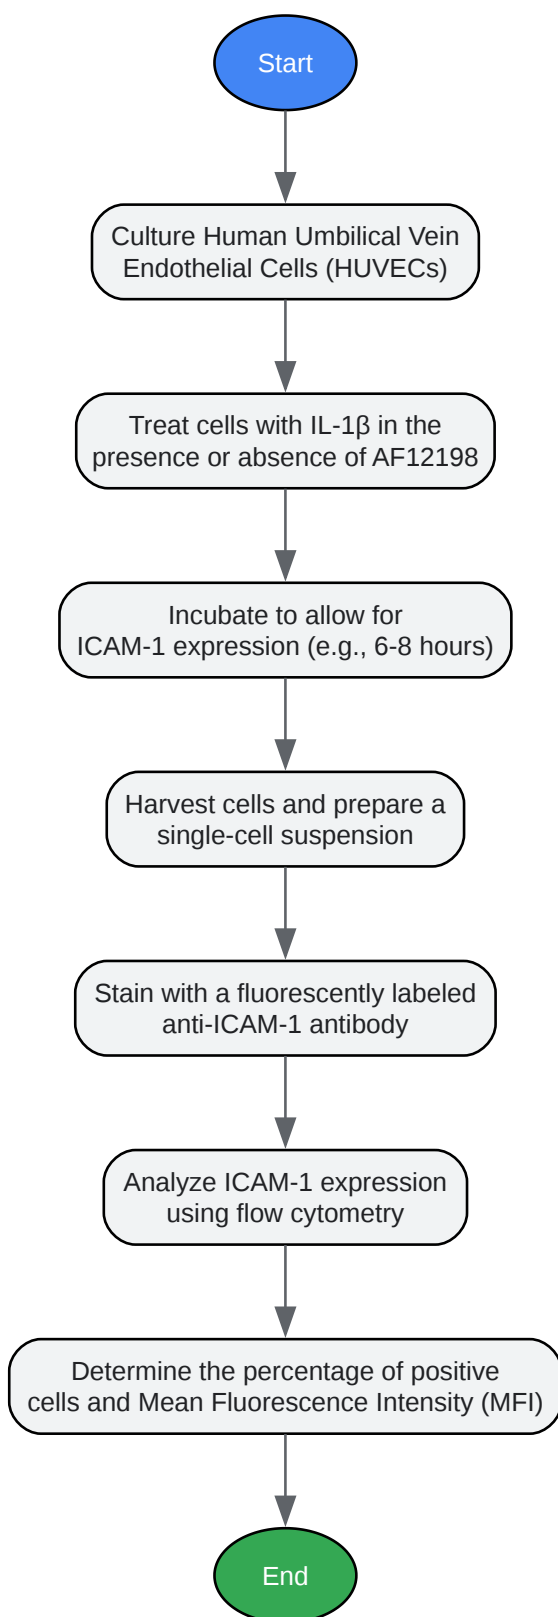 Start
Culture Human Umbilical Vein
Endothelial Cells (HUVECs)
Treat cells with IL-1β in the
presence or absence of AF12198
Incubate to allow for
ICAM-1 expression (e.g., 6-8 hours)
Harvest cells and prepare a
single-cell suspension
Stain with a fluorescently labeled
anti-ICAM-1 antibody
Analyze ICAM-1 expression
using flow cytometry
Determine the percentage of positive
cells and Mean Fluorescence Intensity (MFI)
End